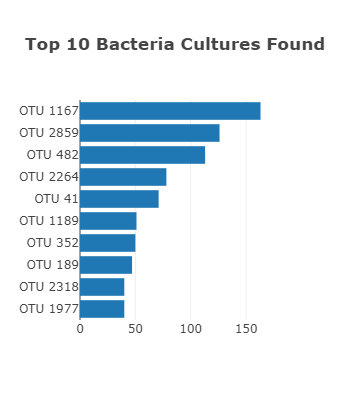 Top 10 Bacteria Cultures Found
OTU 1167
OTU 2859
OTU 482
OTU 2264
OTU 41
OTU 1189
OTU 352
OTU 189
OTU 2318
OTU 1977
0 50 100 150